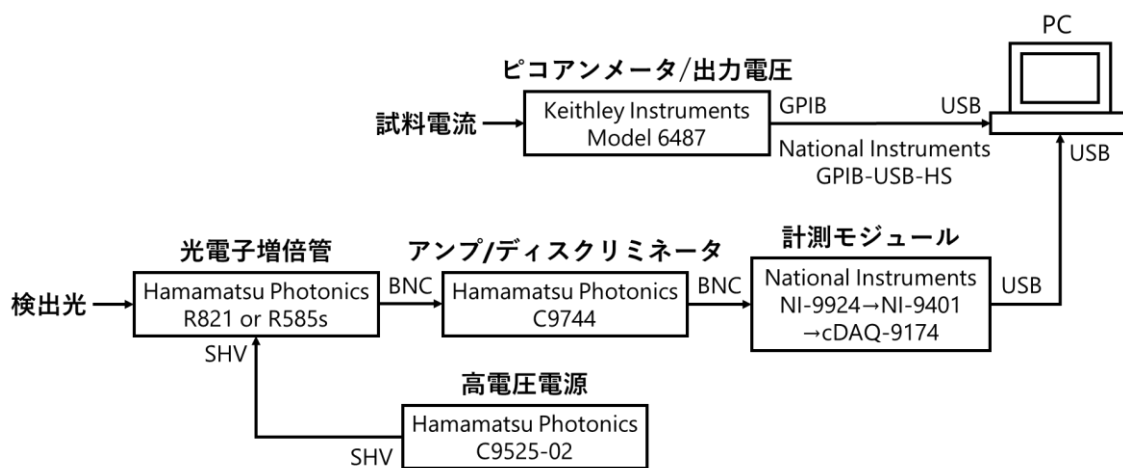 PC
ピコアンメータ/出力電圧
試料電流
Keithley Instruments
Model 6487
GPIB
USB
National Instruments
GPIB-USB-HS
USB
光電子増倍管
アンプ/ディスクリミネータ
計測モジュール
検出光
Hamamatsu Photonics
R821 or R585s
BNC
Hamamatsu Photonics
C9744
BNC
National Instruments
NI-9924→NI-9401
→cDAQ-9174
USB
SHV
高電圧電源
Hamamatsu Photonics
C9525-02
SHV